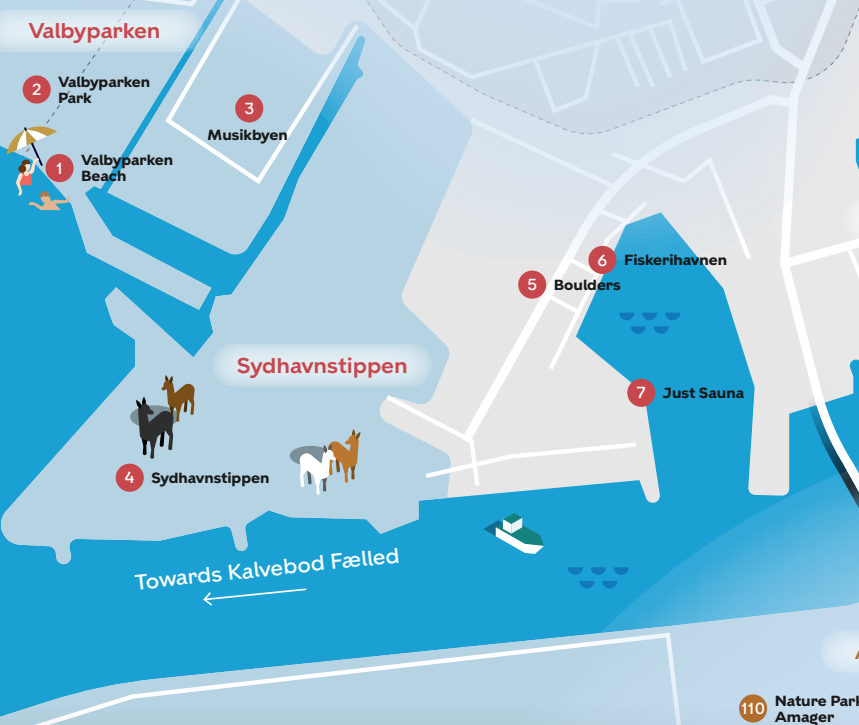 Valbyparken
2
Valbyparken
Park
3
Musikbyen
1
Valbyparken
Beach
6
Fiskerihavnen
5
Boulders
Sydhavnstippen
7
Just Sauna
4
Sydhavnstippen
Towards Kalvebod Fælled
110
Nature Park
Amager